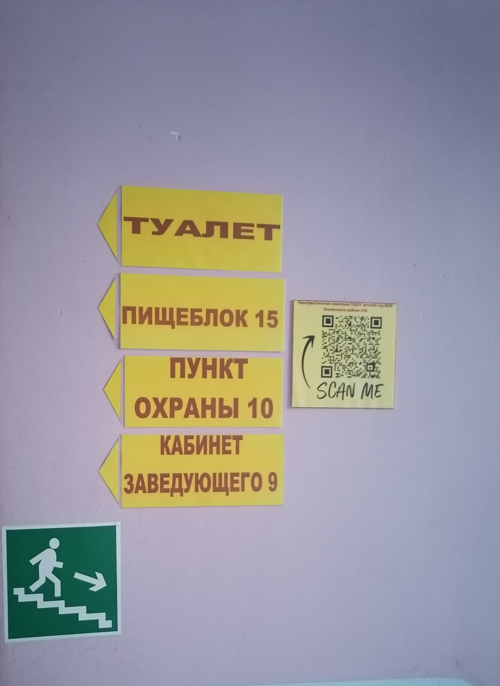 ТУАЛЕТ
ПИЩЕБЛОК 15
ПУНКТ
ОХРАНЫ 10
КАБИНЕТ
ЗАВЕДУЮЩЕГО 9
SCAN ME